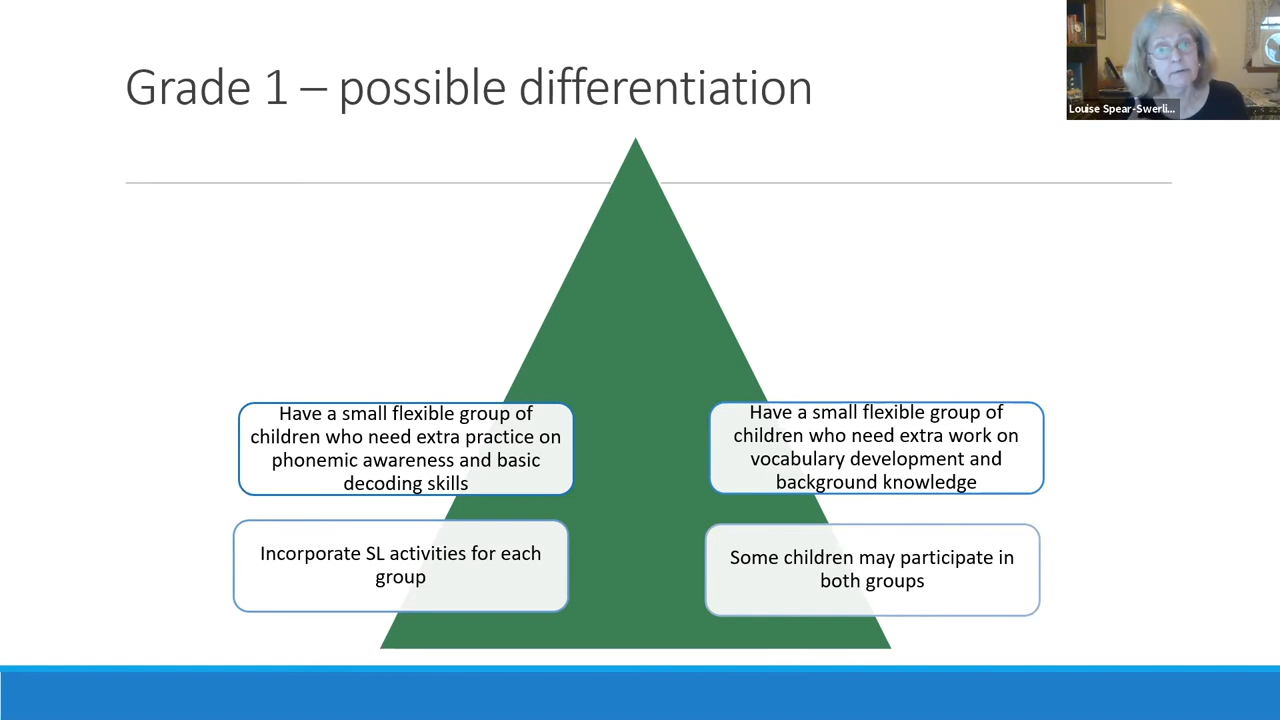 Grade 1 – possible differentiation
Louise Spear-Swerli...
Have a small flexible group of
children who need extra practice on
phonemic awareness and basic
decoding skills
Have a small flexible group of
children who need extra work on
vocabulary development and
background knowledge
Incorporate SL activities for each
group
Some children may participate in
both groups